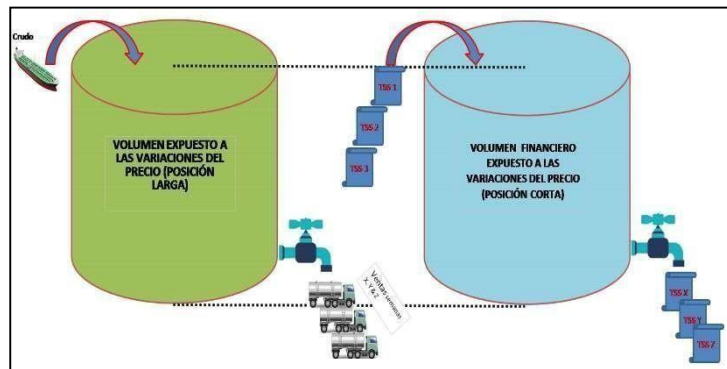 Crudo
VOLUMEN EXPUESTO A
LAS VARIACIONES DEL
PRECIO (POSICIÓN
LARGA)
TSS 1
TSS 2
TSS 3
VOLUMEN FINANCIERO
EXPUESTO A LAS
VARIACIONES DEL PRECIO
(POSICIÓN CORTA)
Ventas semanas
X, Y & Z
TSS X
TSS Y
TSS Z